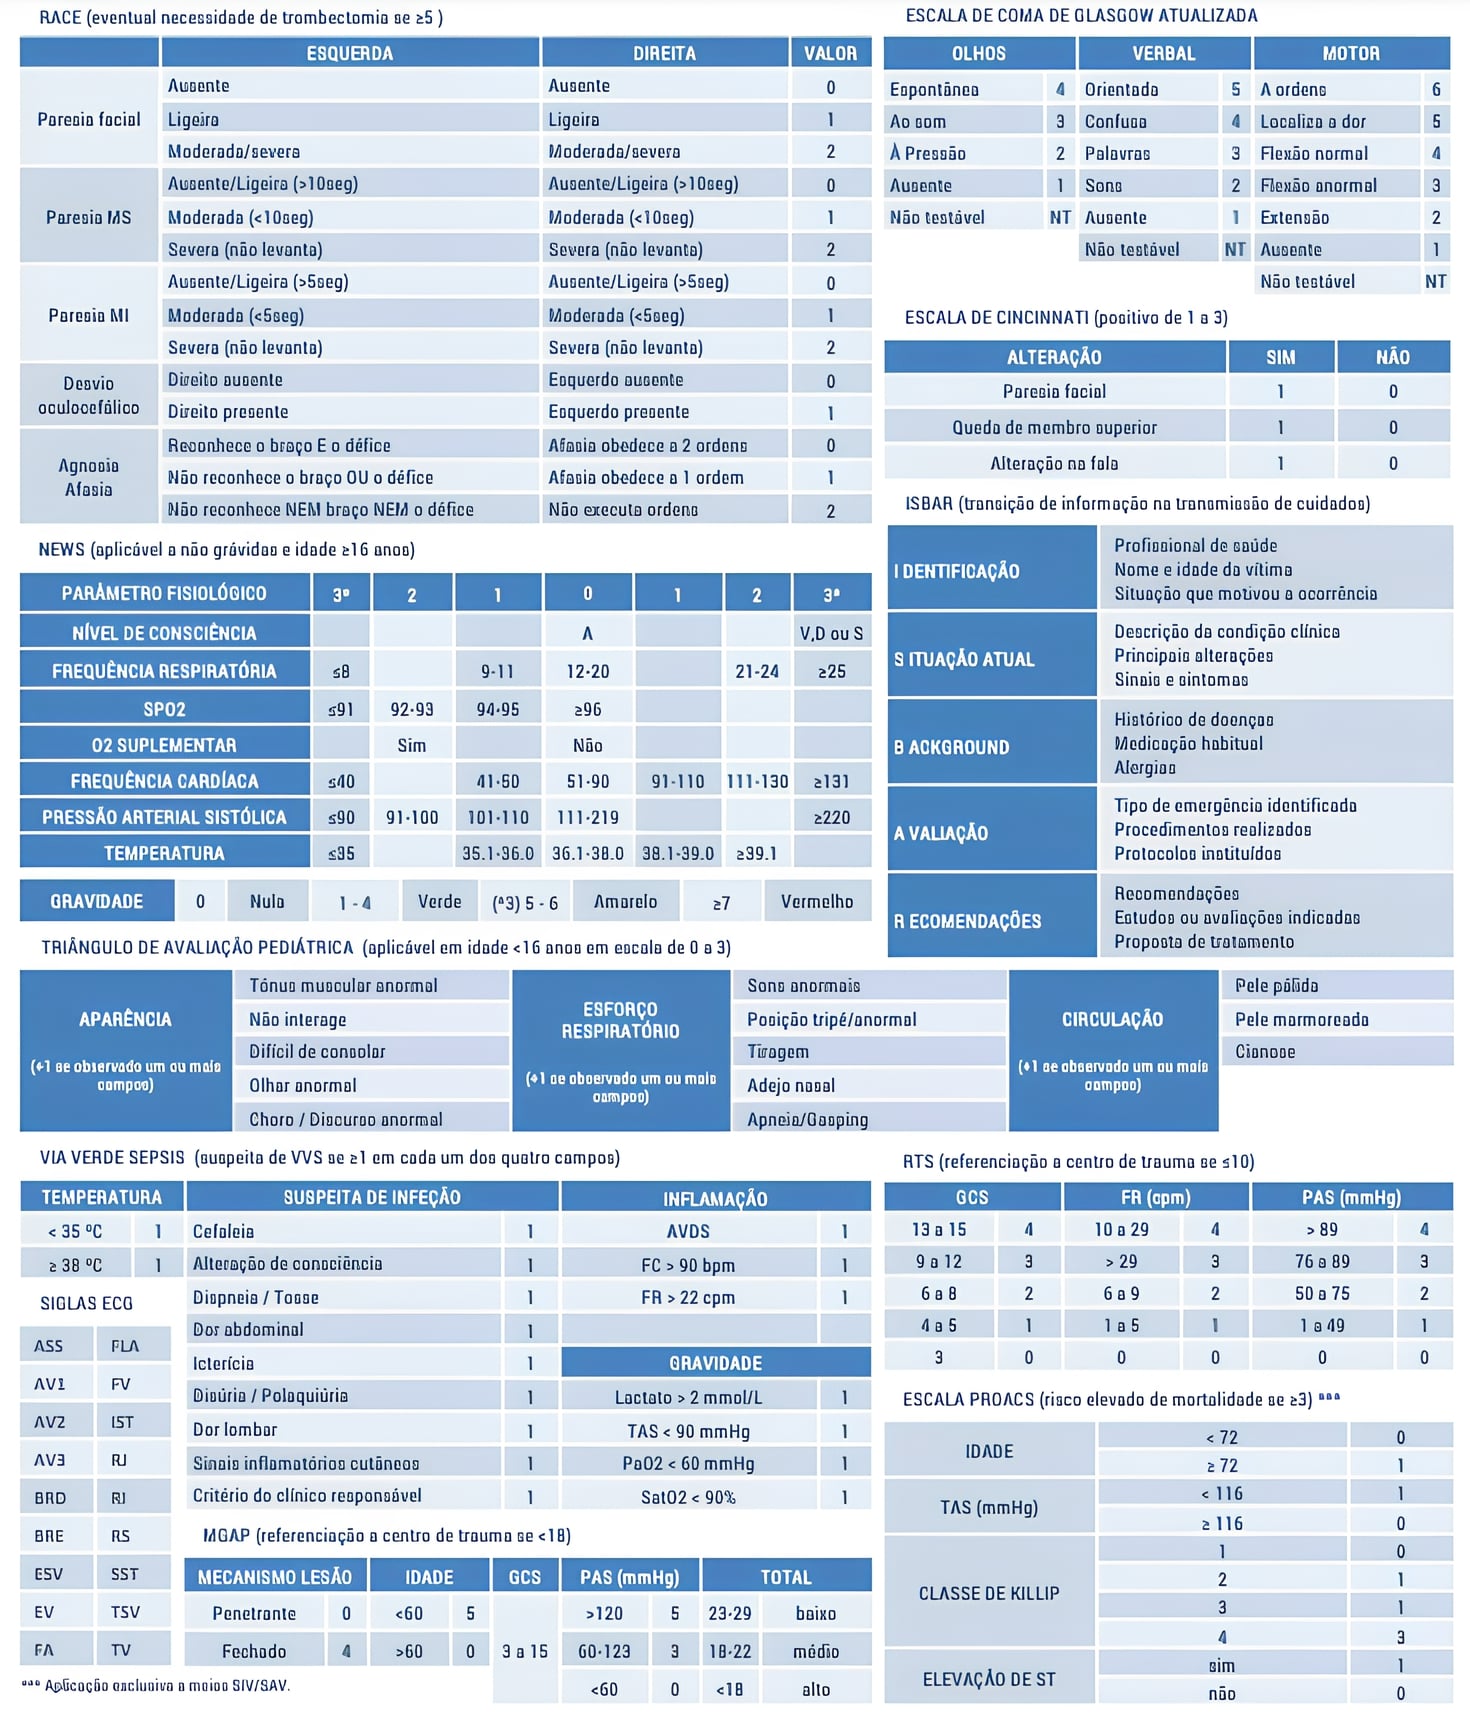 RACE (eventual necessidade de trombectomia se ≥5 )
ESQUERDA DIREITA VALOR
Paresia facial
Ausente Ausente 0
Ligeira Ligeira 1
Moderada/severa Moderada/severa 2
Paresia MS
Ausente/Ligeira (>10seg) Ausente/Ligeira (>10seg) 0
Moderada (<10seg) Moderada (<10seg) 1
Severa (não levanta) Severa (não levanta) 2
Paresia MI
Ausente/Ligeira (>5seg) Ausente/Ligeira (>5seg) 0
Moderada (<5seg) Moderada (<5seg) 1
Severa (não levanta) Severa (não levanta) 2
Desvio
oculocefálico
Direito ausente Esquerdo ausente 0
Direito presente Esquerdo presente 1
Agnosia
Afasia
Reconhece o braço E o défice Afasia obedece a 2 ordens 0
Não reconhece o braço OU o défice Afasia obedece a 1 ordem 1
Não reconhece NEM braço NEM o défice Não executa ordens 2
ESCALA DE COMA DE GLASGOW ATUALIZADA
OLHOS VERBAL MOTOR
Espontânea 4 Orientada 5 A ordens 6
Ao som 3 Confusa 4 Localiza a dor 5
À Pressão 2 Palavras 3 Flexão normal 4
Ausente 1 Sons 2 Flexão anormal 3
Não testável NT Ausente 1 Extensão 2
Não testável NT Ausente 1
Não testável NT
ESCALA DE CINCINNATI (positivo de 1 a 3)
ALTERAÇÃO SIM NÃO
Paresia facial 1 0
Queda de membro superior 1 0
Alteração na fala 1 0
ISBAR (transição de informação na transmissão de cuidados)
I DENTIFICAÇÃO
Profissional de saúde
Nome e idade da vítima
Situação que motivou a ocorrência
S ITUAÇÃO ATUAL
Descrição da condição clínica
Principais alterações
Sinais e sintomas
B ACKGROUND
Histórico de doenças
Medicação habitual
Alergias
A VALIAÇÃO
Tipo de emergência identificada
Procedimentos realizados
Protocolos instituídos
R ECOMENDAÇÕES
Recomendações
Estudos ou avaliações indicadas
Proposta de tratamento
NEWS (aplicável a não grávidas e idade ≥16 anos)
PARÂMETRO FISIOLÓGICO 3ª 2 1 0 1 2 3ª
NÍVEL DE CONSCIÊNCIA A V,D ou S
FREQUÊNCIA RESPIRATÓRIA ≤8 9-11 12-20 21-24 ≥25
SPO2 ≤91 92-93 94-95 ≥96
O2 SUPLEMENTAR Sim Não
FREQUÊNCIA CARDÍACA ≤40 41-50 51-90 91-110 111-130 ≥131
PRESSÃO ARTERIAL SISTÓLICA ≤90 91-100 101-110 111-219 ≥220
TEMPERATURA ≤35 35.1-36.0 36.1-38.0 38.1-39.0 ≥39.1
GRAVIDADE 0 Nula 1 - 4 Verde (ª3) 5 - 6 Amarelo ≥7 Vermelho
TRIÂNGULO DE AVALIAÇÃO PEDIÁTRICA (aplicável em idade <16 anos em escala de 0 a 3)
APARÊNCIA
(+1 se observado um ou mais
campos)
Tónus muscular anormal
Não interage
Difícil de consolar
Olhar anormal
Choro / Discurso anormal
ESFORÇO
RESPIRATÓRIO
(+1 se observado um ou mais
campos)
Sons anormais
Posição tripé/anormal
Tiragem
Adejo nasal
Apneia/Gasping
CIRCULAÇÃO
(+1 se observado um ou mais
campos)
Pele pálida
Pele marmoreada
Cianose
VIA VERDE SEPSIS (suspeita de VVS se ≥1 em cada um dos quatro campos)
TEMPERATURA SUSPEITA DE INFEÇÃO INFLAMAÇÃO
< 35 ºC 1 Cefaleia 1 AVDS 1
≥ 38 ºC 1 Alteração de consciência 1 FC > 90 bpm 1
Dispneia / Tosse 1 FR > 22 cpm 1
Dor abdominal 1
Icterícia 1 GRAVIDADE
Disúria / Polaquiúria 1 Lactato > 2 mmol/L 1
Dor lombar 1 TAS < 90 mmHg 1
Sinais inflamatórios cutâneos 1 PaO2 < 60 mmHg 1
Critério do clínico responsável 1 SatO2 < 90% 1
SIGLAS ECG
ASS FLA
AV1 FV
AV2 IST
AV3 RJ
BRD RI
BRE RS
ESV SST
EV TSV
FA TV
MGAP (referenciação a centro de trauma se <18)
MECANISMO LESÃO IDADE GCS PAS (mmHg) TOTAL
Penetrante 0 <60 5 >120 5 23-29 baixo
Fechado 4 >60 0 3 a 15 60-123 3 18-22 médio
<60 0 <18 alto
ªªª Aplicação exclusiva a meios SIV/SAV.
RTS (referenciação a centro de trauma se ≤10)
GCS FR (cpm) PAS (mmHg)
13 a 15 4 10 a 29 4 > 89 4
9 a 12 3 > 29 3 76 a 89 3
6 a 8 2 6 a 9 2 50 a 75 2
4 a 5 1 1 a 5 1 1 a 49 1
3 0 0 0 0 0
ESCALA PROACS (risco elevado de mortalidade se ≥3) ªªª
IDADE
< 72 0
≥ 72 1
TAS (mmHg)
< 116 1
≥ 116 0
CLASSE DE KILLIP
1 0
2 1
3 1
4 3
ELEVAÇÃO DE ST
sim 1
não 0